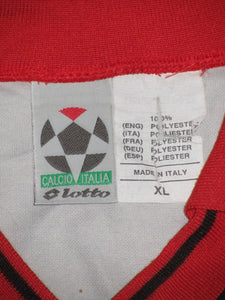 CALCIO ITALIA
lotto
100%
(ENG) POLYESTER
(ITA) POLIESTERE
(FRA) POLYESTER
(DEU) POLYESTER
(ESP) POLIESTER
MADE IN ITALY
XL